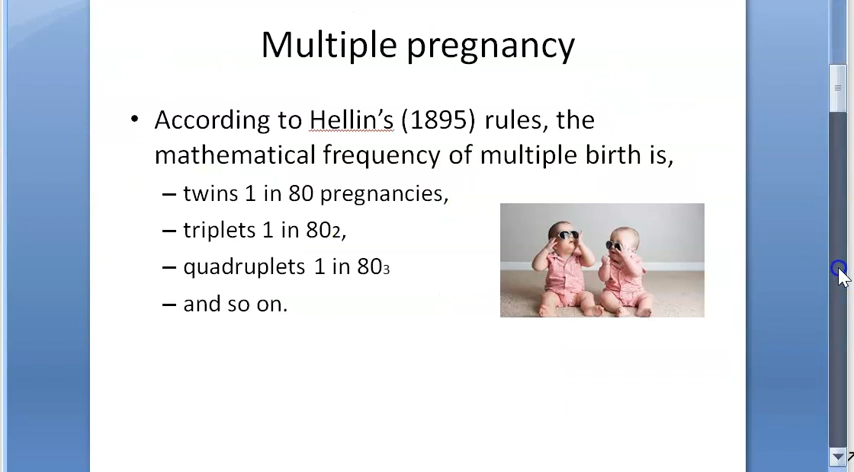 Multiple pregnancy
• According to Hellin's (1895) rules, the
mathematical frequency of multiple birth is,
– twins 1 in 80 pregnancies,
– triplets 1 in 802,
– quadruplets 1 in 803
– and so on.